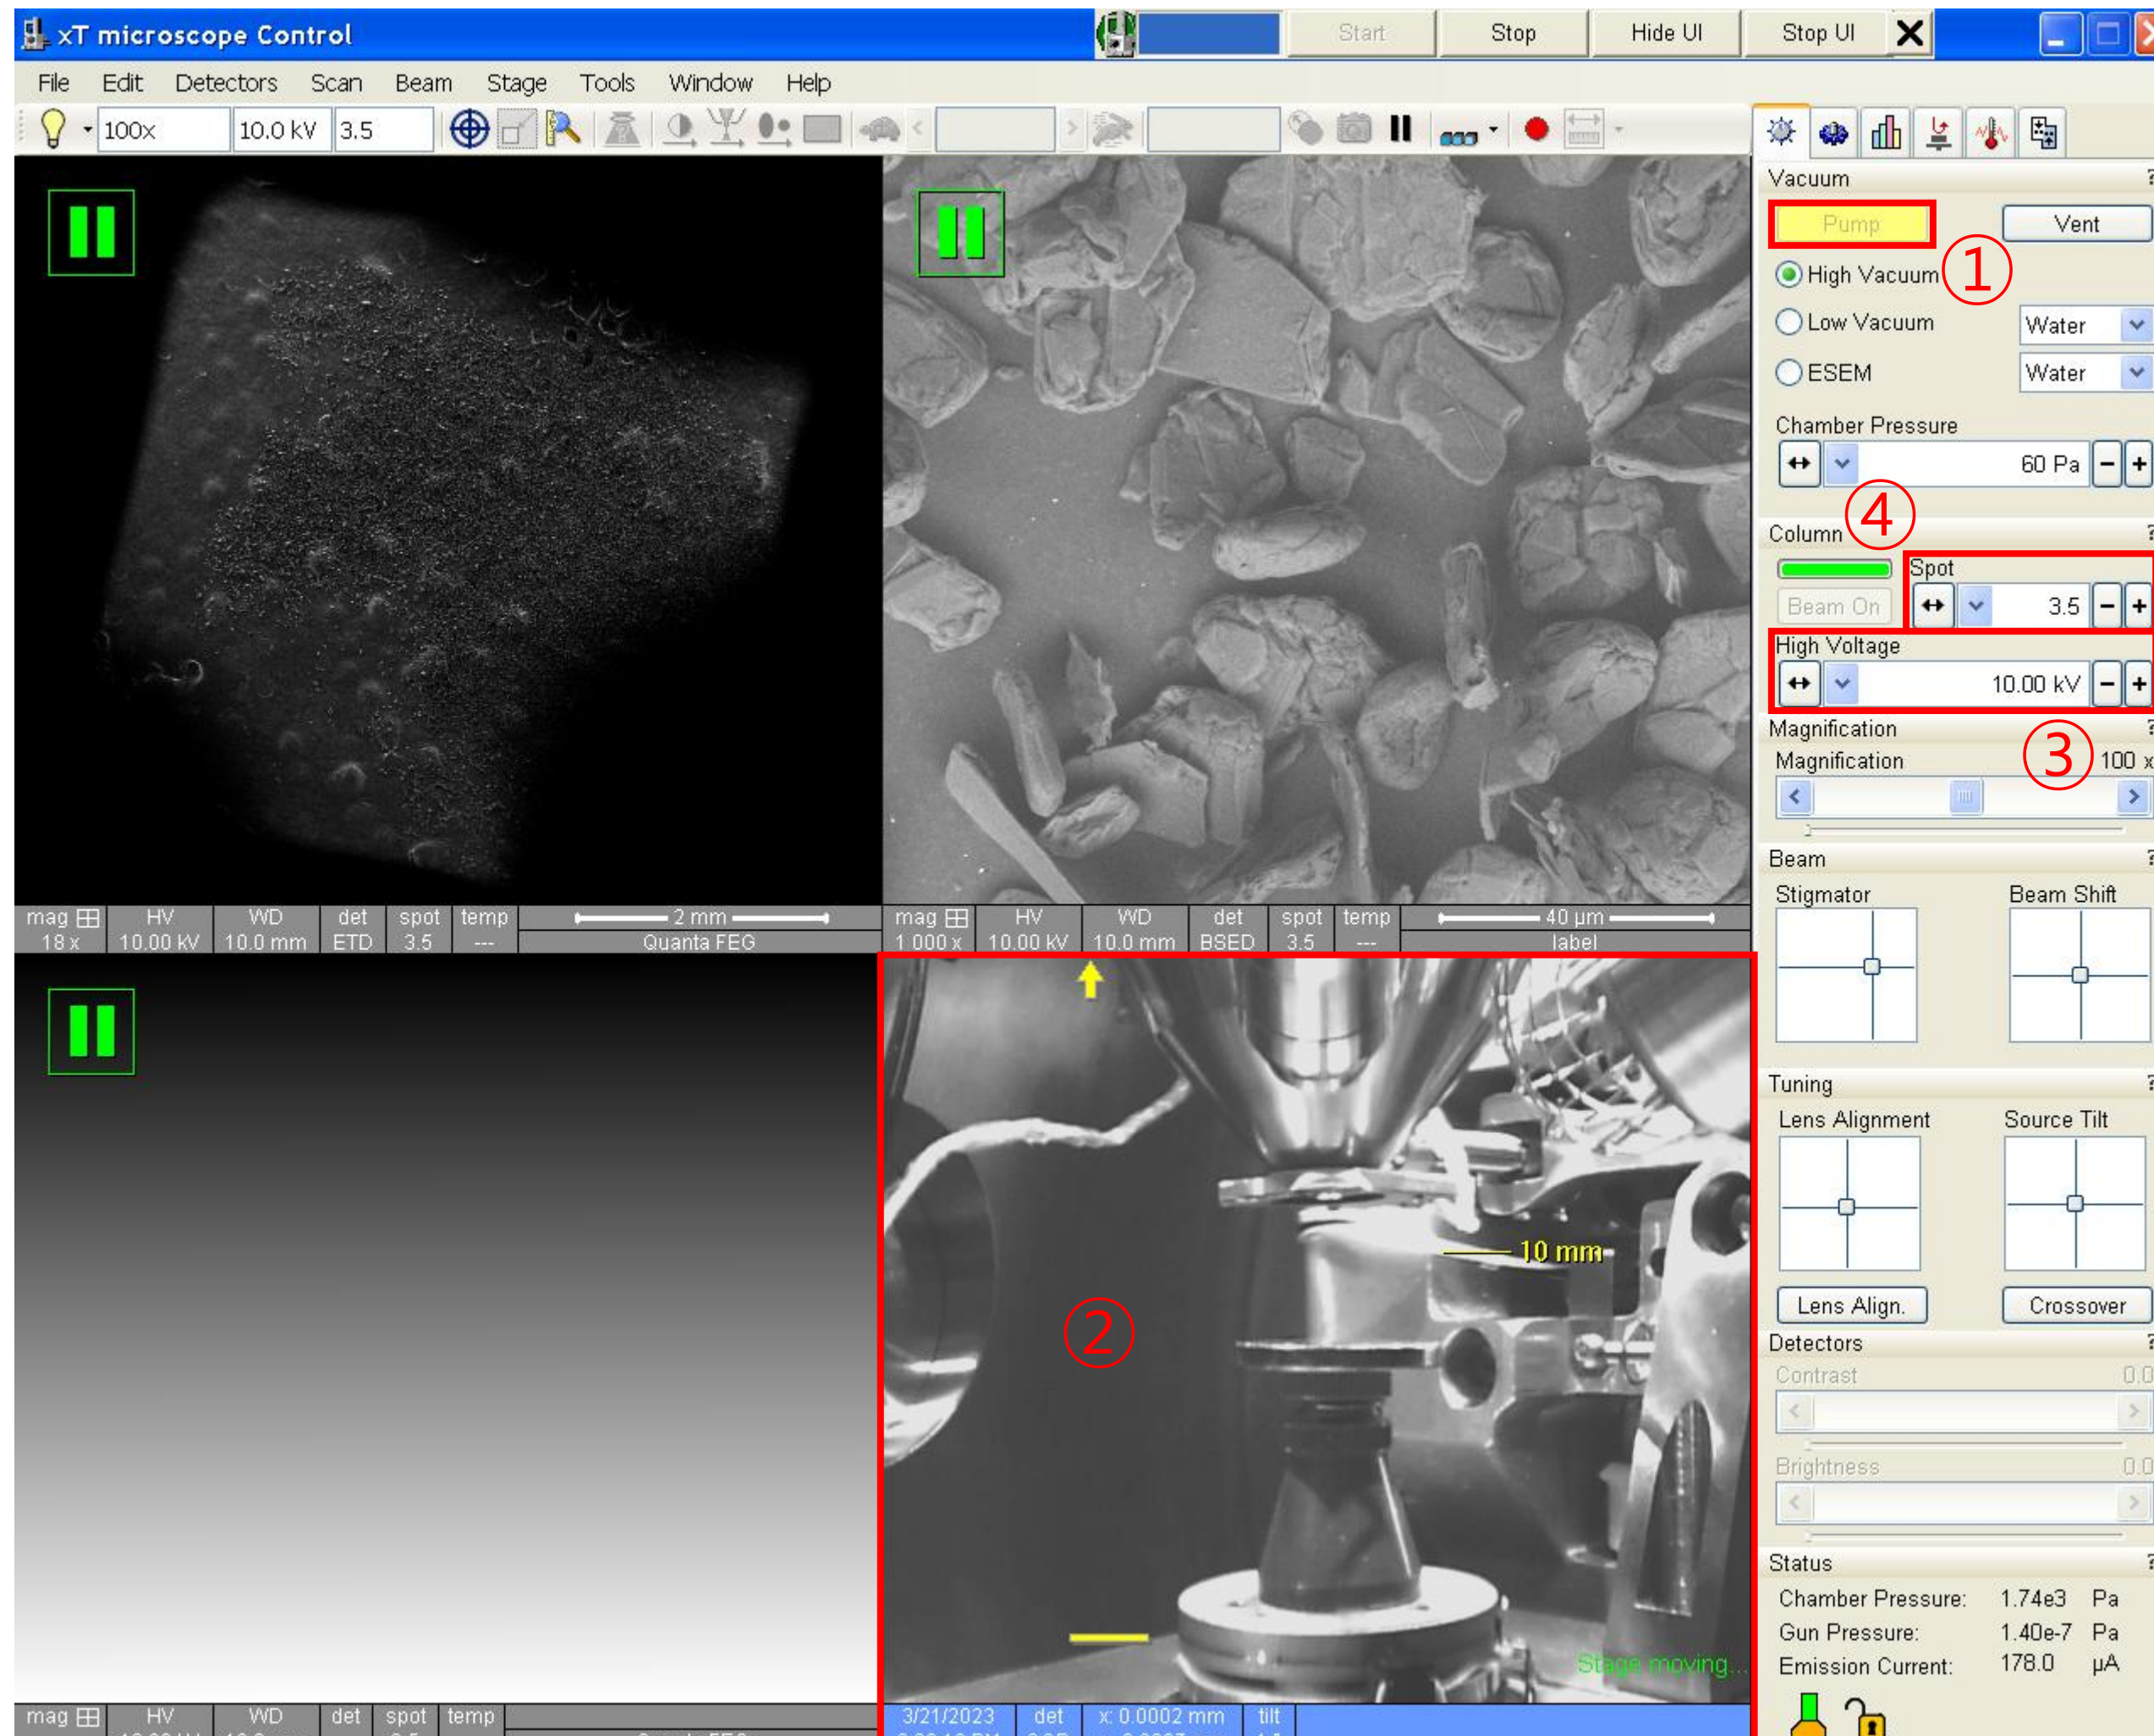 xT microscope Control
Start
Stop
Hide UI
Stop UI
File Edit Detectors Scan Beam Stage Tools Window Help
100x 10.0 kV 3.5
Vacuum ?
Pump Vent
①
High Vacuum
Low Vacuum Water
ESEM Water
Chamber Pressure
60 Pa
④
Column ?
Spot
Beam On 3.5
High Voltage
10.00 kV
Magnification ?
③
Magnification 100 x
Beam ?
Stigmator Beam Shift
Tuning ?
Lens Alignment Source Tilt
Lens Align. Crossover
Detectors ?
Contrast 0.0
Brightness 0.0
Status ?
Chamber Pressure: 1.74e3 Pa
Gun Pressure: 1.40e-7 Pa
Emission Current: 178.0 µA
mag HV WD det spot temp 2 mm
18 x 10.00 kV 10.0 mm ETD 3.5 --- Quanta FEG
mag HV WD det spot temp 40 µm
1 000 x 10.00 kV 10.0 mm BSED 3.5 --- label
10 mm
②
Stage moving...
mag HV WD det spot temp
3/21/2023 det x: 0.0002 mm tilt